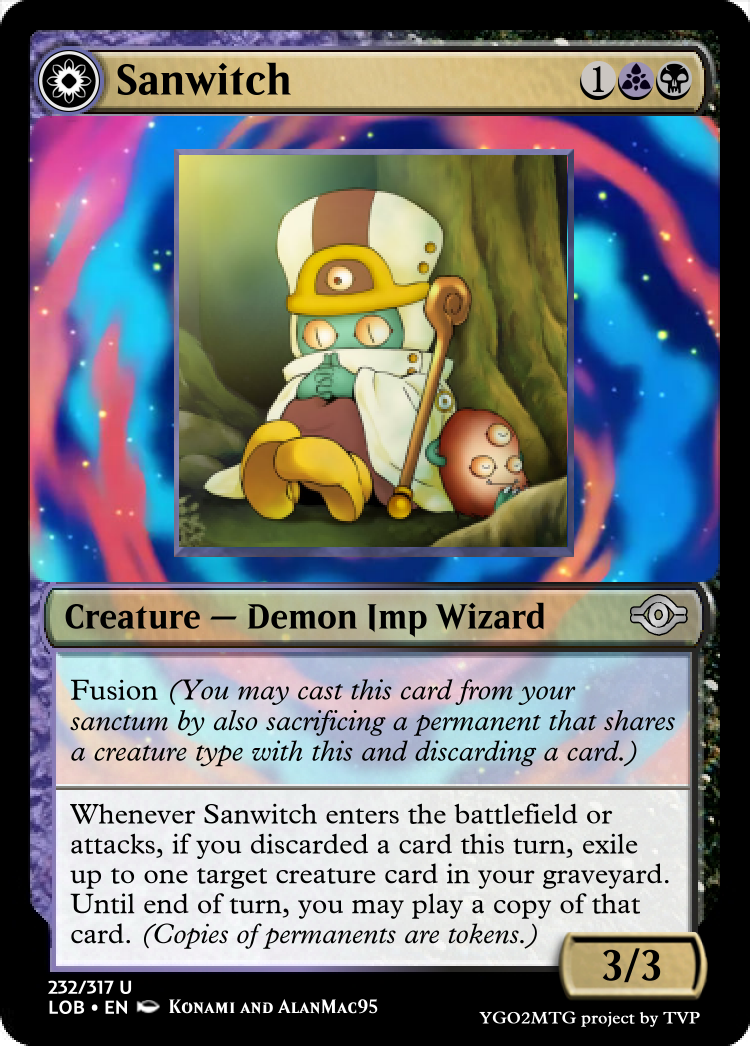 Sanwitch 1
Creature — Demon Imp Wizard
Fusion (You may cast this card from your
sanctum by also sacrificing a permanent that shares
a creature type with this and discarding a card.)
Whenever Sanwitch enters the battlefield or
attacks, if you discarded a card this turn, exile
up to one target creature card in your graveyard.
Until end of turn, you may play a copy of that
card. (Copies of permanents are tokens.)
3/3
232/317 U
LOB • EN KONAMI AND ALANMAC95
YGO2MTG project by TVP